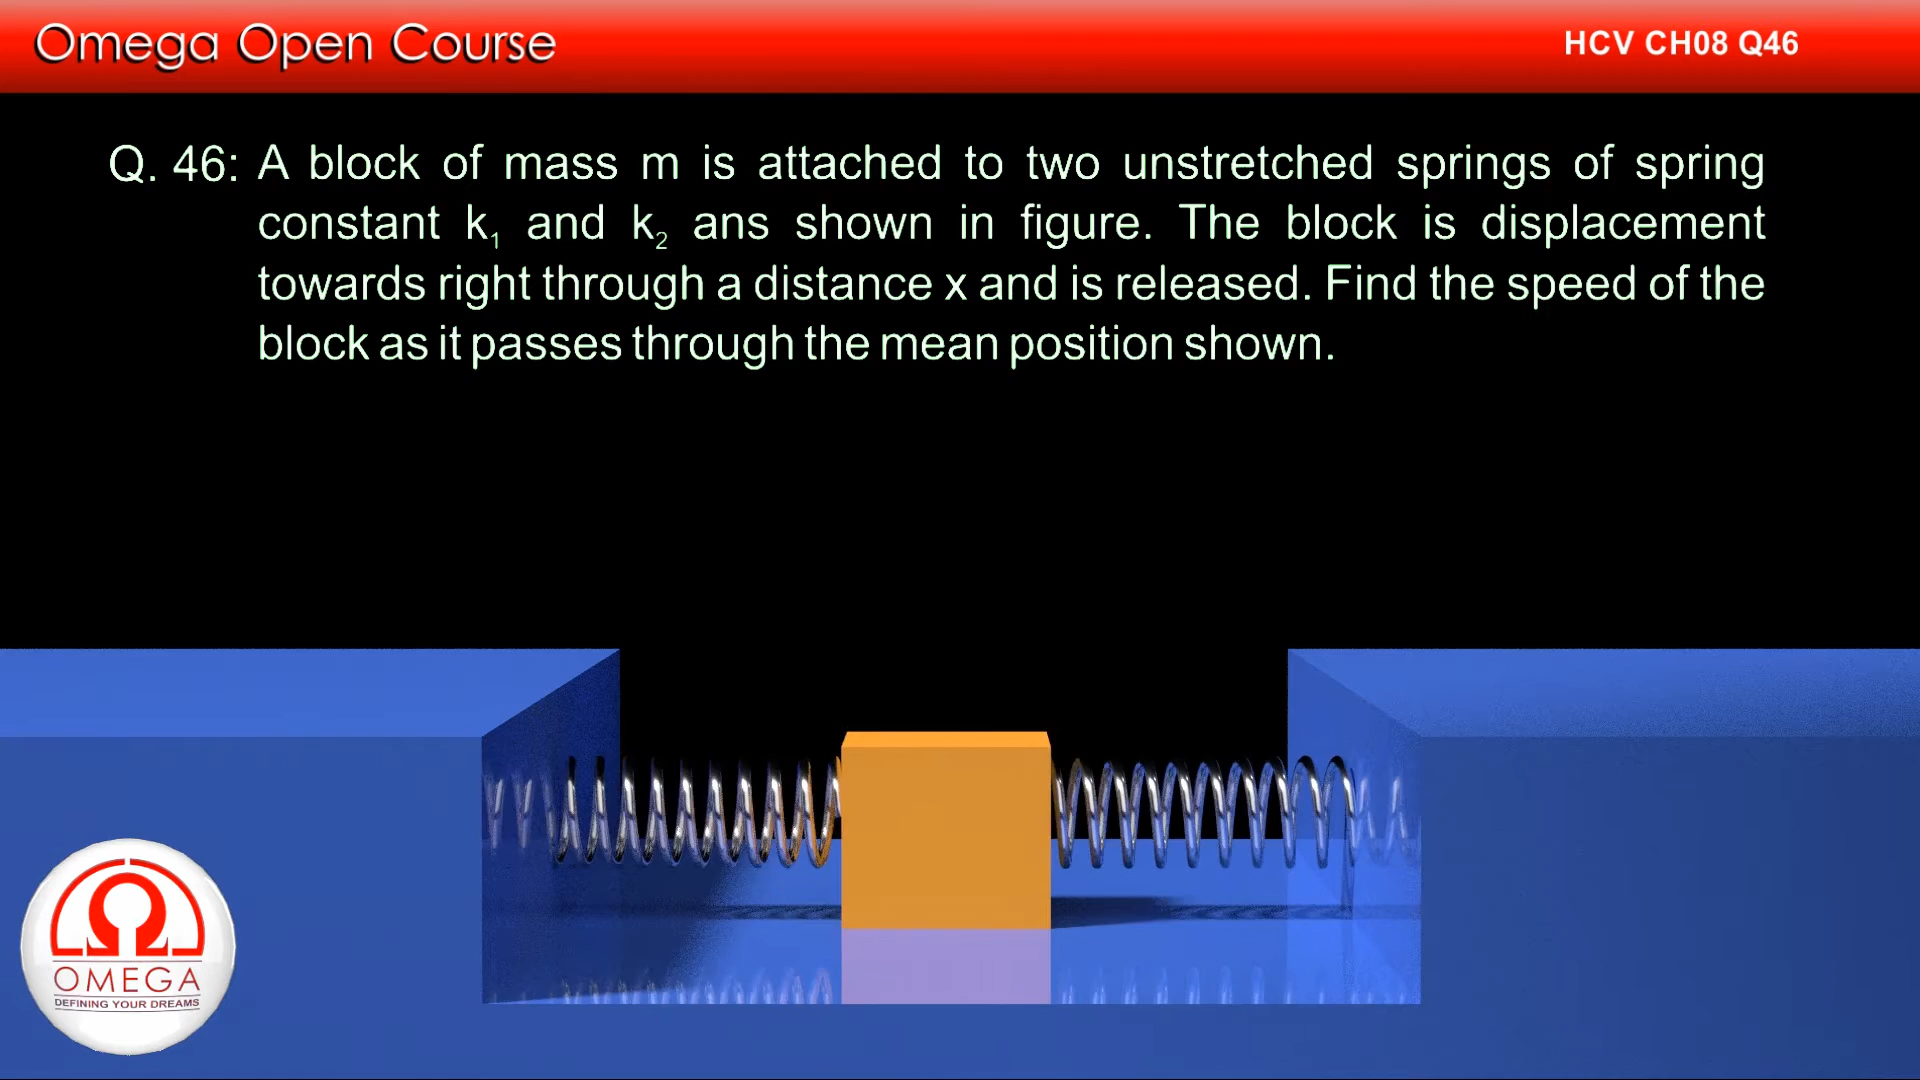 Omega Open Course
HCV CH08 Q46
Q. 46: A block of mass m is attached to two unstretched springs of spring
constant k₁ and k₂ ans shown in figure. The block is displacement
towards right through a distance x and is released. Find the speed of the
block as it passes through the mean position shown.
OMEGA
DEFINING YOUR DREAMS